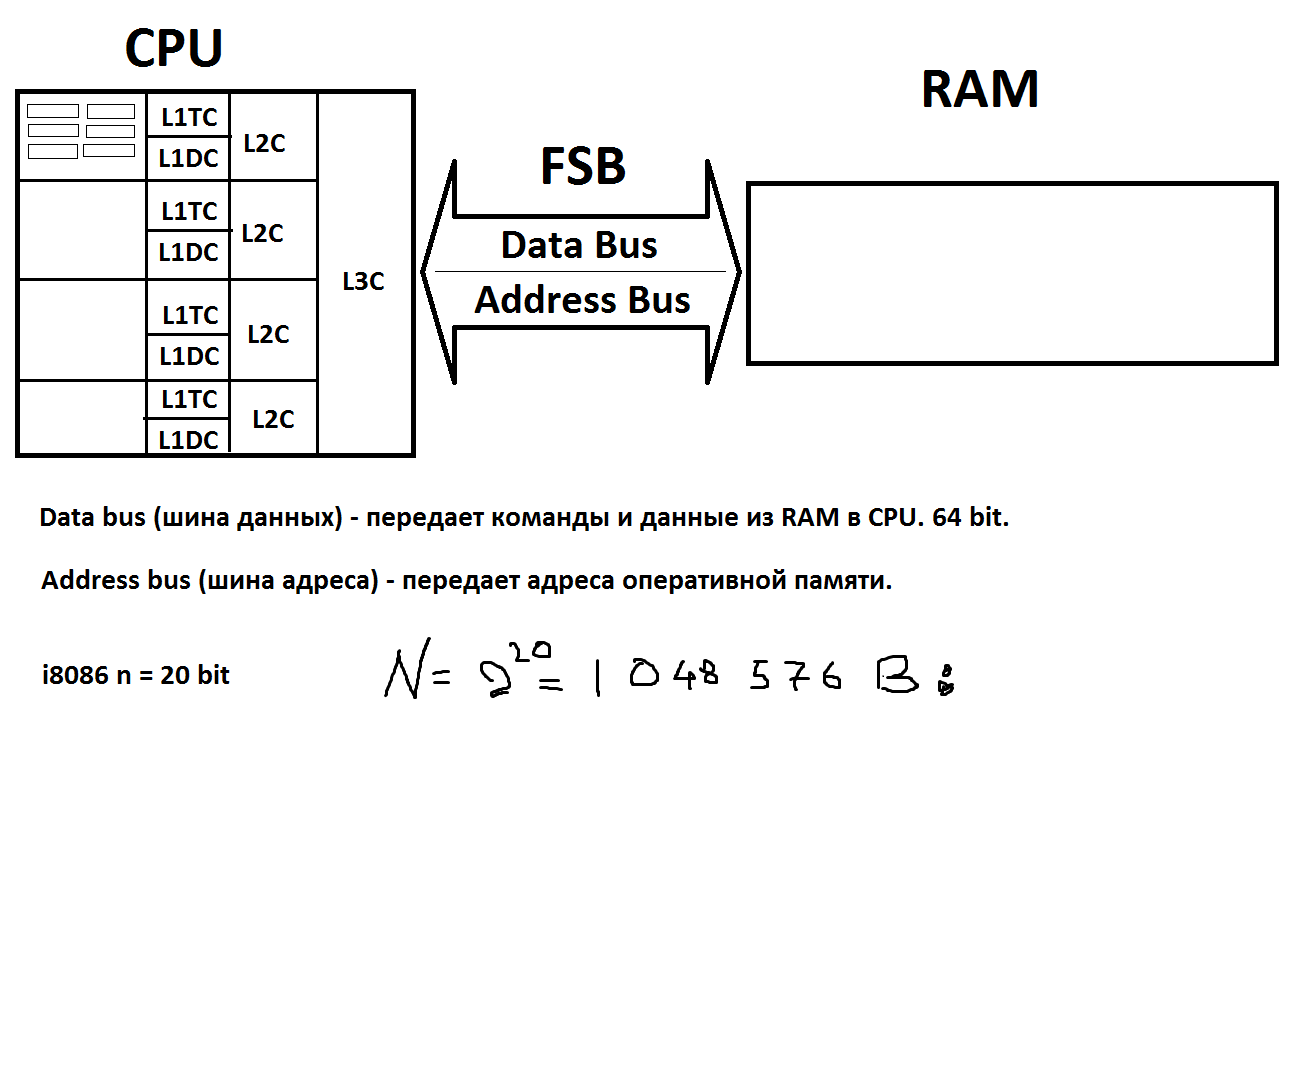 CPU
RAM
FSB
Data Bus
Address Bus
L1TC
L1DC
L2C
L1TC
L1DC
L2C
L1TC
L1DC
L2C
L1TC
L1DC
L2C
L3C
Data bus (шина данных) - передает команды и данные из RAM в CPU. 64 bit.
Address bus (шина адреса) - передает адреса оперативной памяти.
i8086 n = 20 bit
N = 2²⁰ = 1 048 576 B :